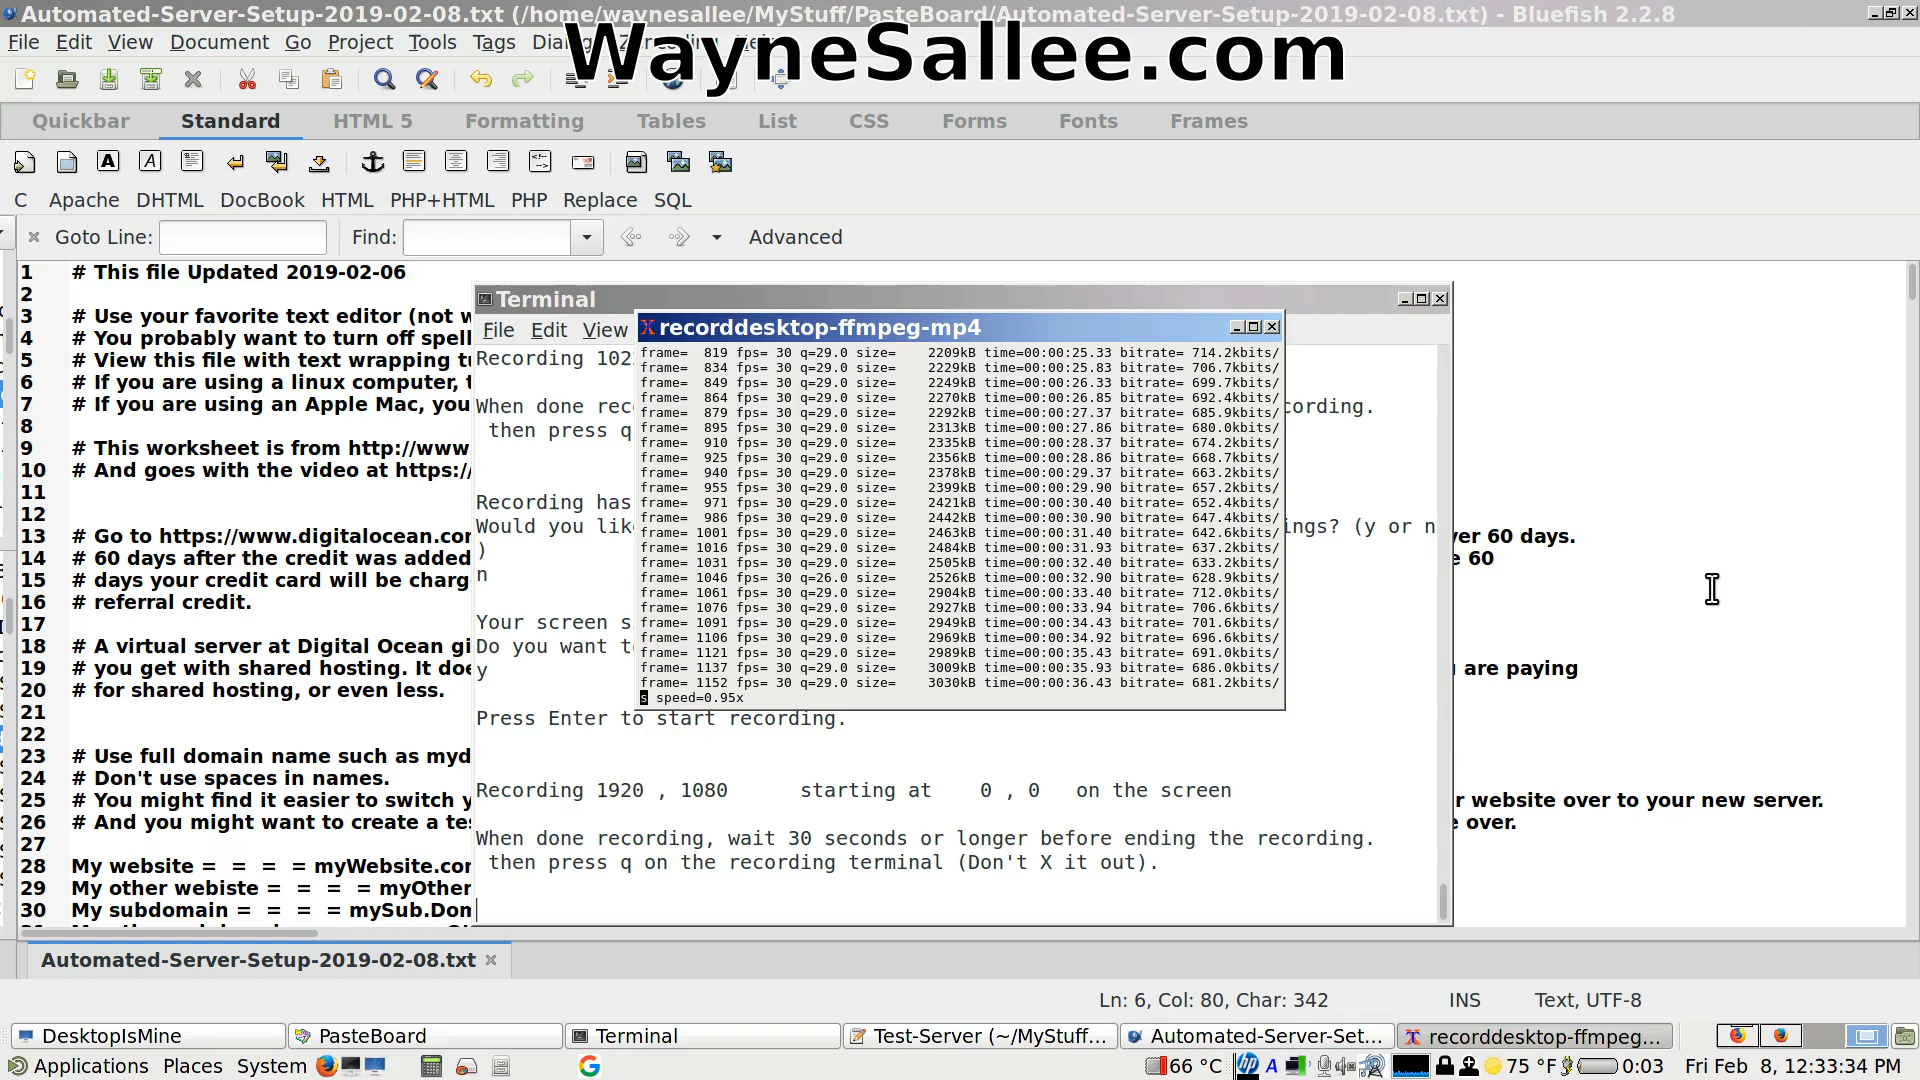 Automated-Server-Setup-2019-02-08.txt (/home/waynesallee/MyStuff/PasteBoard/Automated-Server-Setup-2019-02-08.txt) - Bluefish 2.2.8
WayneSallee.com
File Edit View Document Go Project Tools Tags
Quickbar Standard HTML 5 Formatting Tables List CSS Forms Fonts Frames
C Apache DHTML DocBook HTML PHP+HTML PHP Replace SQL
Goto Line: Find: Advanced
1 # This file Updated 2019-02-06
2
3 # Use your favorite text editor (not w
4 # You probably want to turn off spell
5 # View this file with text wrapping tu
6 # If you are using a linux computer, t
7 # If you are using an Apple Mac, you
8
9 # This worksheet is from http://www.
10 # And goes with the video at https:/
11
12
13 # Go to https://www.digitalocean.con
ver 60 days.
14 # 60 days after the credit was added
e 60
15 # days your credit card will be charg
16 # referral credit.
17
18 # A virtual server at Digital Ocean gi
19 # you get with shared hosting. It doe
are paying
20 # for shared hosting, or even less.
21
22
23 # Use full domain name such as myd
24 # Don't use spaces in names.
25 # You might find it easier to switch y
r website over to your new server.
26 # And you might want to create a tes
e over.
27
28 My website = = = = myWebsite.con
29 My other webiste = = = = myOther
30 My subdomain = = = = mySub.Don
Terminal
File Edit View
Recording 102
When done rec
cording.
then press q
Recording has
Would you lik
ings? (y or n
)
n
Your screen s
Do you want t
y
Press Enter to start recording.
Recording 1920 , 1080 starting at 0 , 0 on the screen
When done recording, wait 30 seconds or longer before ending the recording.
then press q on the recording terminal (Don't X it out).
recorddesktop-ffmpeg-mp4
frame= 819 fps= 30 q=29.0 size= 2209kB time=00:00:25.33 bitrate= 714.2kbits/
frame= 834 fps= 30 q=29.0 size= 2229kB time=00:00:25.83 bitrate= 706.7kbits/
frame= 849 fps= 30 q=29.0 size= 2249kB time=00:00:26.33 bitrate= 699.7kbits/
frame= 864 fps= 30 q=29.0 size= 2270kB time=00:00:26.85 bitrate= 692.4kbits/
frame= 879 fps= 30 q=29.0 size= 2292kB time=00:00:27.37 bitrate= 685.9kbits/
frame= 895 fps= 30 q=29.0 size= 2313kB time=00:00:27.86 bitrate= 680.0kbits/
frame= 910 fps= 30 q=29.0 size= 2335kB time=00:00:28.37 bitrate= 674.2kbits/
frame= 925 fps= 30 q=29.0 size= 2356kB time=00:00:28.86 bitrate= 668.7kbits/
frame= 940 fps= 30 q=29.0 size= 2378kB time=00:00:29.37 bitrate= 663.2kbits/
frame= 955 fps= 30 q=29.0 size= 2399kB time=00:00:29.90 bitrate= 657.2kbits/
frame= 971 fps= 30 q=29.0 size= 2421kB time=00:00:30.40 bitrate= 652.4kbits/
frame= 986 fps= 30 q=29.0 size= 2442kB time=00:00:30.90 bitrate= 647.4kbits/
frame= 1001 fps= 30 q=29.0 size= 2463kB time=00:00:31.40 bitrate= 642.6kbits/
frame= 1016 fps= 30 q=29.0 size= 2484kB time=00:00:31.93 bitrate= 637.2kbits/
frame= 1031 fps= 30 q=29.0 size= 2505kB time=00:00:32.40 bitrate= 633.2kbits/
frame= 1046 fps= 30 q=26.0 size= 2526kB time=00:00:32.90 bitrate= 628.9kbits/
frame= 1061 fps= 30 q=29.0 size= 2904kB time=00:00:33.40 bitrate= 712.0kbits/
frame= 1076 fps= 30 q=29.0 size= 2927kB time=00:00:33.94 bitrate= 706.6kbits/
frame= 1091 fps= 30 q=29.0 size= 2949kB time=00:00:34.43 bitrate= 701.6kbits/
frame= 1106 fps= 30 q=29.0 size= 2969kB time=00:00:34.92 bitrate= 696.6kbits/
frame= 1121 fps= 30 q=29.0 size= 2989kB time=00:00:35.43 bitrate= 691.0kbits/
frame= 1137 fps= 30 q=29.0 size= 3009kB time=00:00:35.93 bitrate= 686.0kbits/
frame= 1152 fps= 30 q=29.0 size= 3030kB time=00:00:36.43 bitrate= 681.2kbits/
s speed=0.95x
Automated-Server-Setup-2019-02-08.txt
Ln: 6, Col: 80, Char: 342 INS Text, UTF-8
DesktopIsMine PasteBoard Terminal Test-Server (~/MyStuff... Automated-Server-Set... recorddesktop-ffmpeg...
Applications Places System 66 °C 75 °F 0:03 Fri Feb 8, 12:33:34 PM